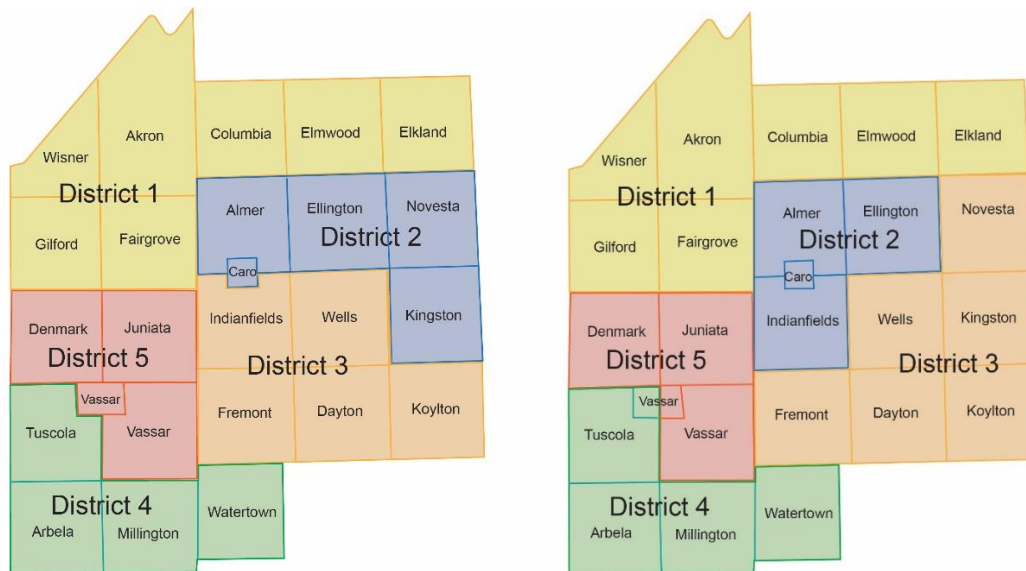 Akron
Columbia
Elmwood
Elkland
Wisner
District 1
Almer
Ellington
Novesta
Gilford
Fairgrove
District 2
Caro
Denmark
Juniata
Indianfields
Wells
Kingston
District 5
District 3
Vassar
Fremont
Dayton
Koylton
Tuscola
Vassar
District 4
Arbela
Millington
Watertown
Akron
Columbia
Elmwood
Elkland
Wisner
District 1
Almer
Ellington
Novesta
Gilford
Fairgrove
District 2
Caro
Denmark
Juniata
Indianfields
Wells
Kingston
District 5
District 3
Vassar
Fremont
Dayton
Koylton
Tuscola
Vassar
District 4
Arbela
Millington
Watertown